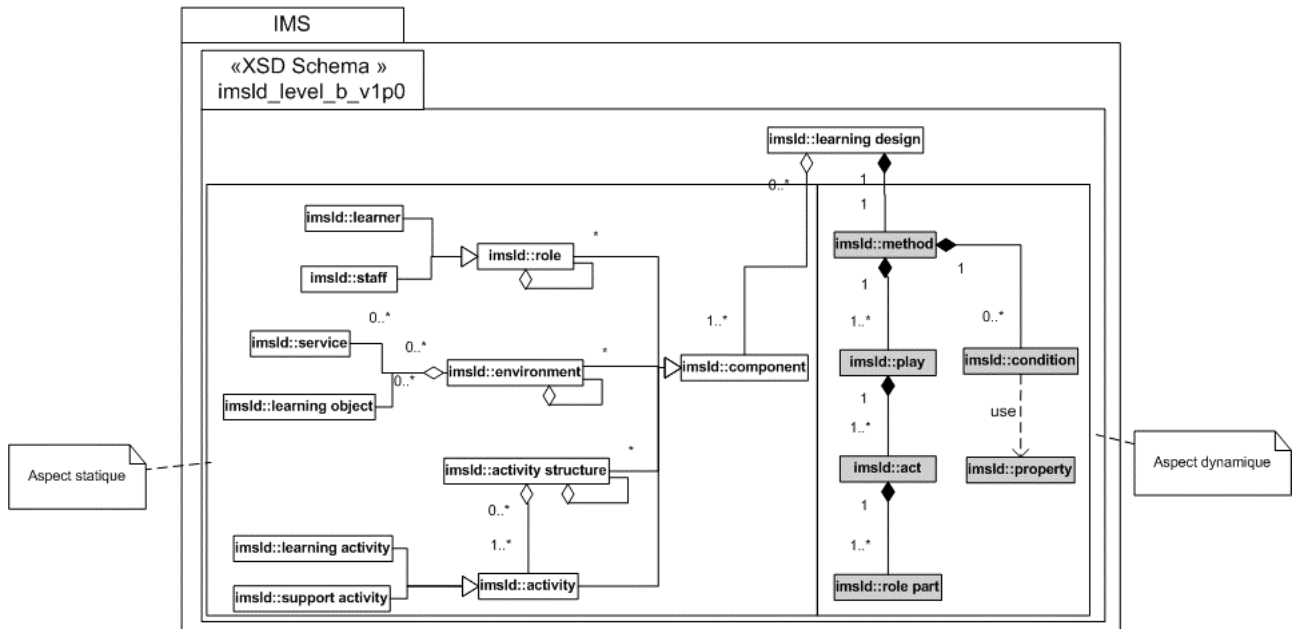 IMS
«XSD Schema »
imsld_level_b_v1p0
imsld::learning design
0..*
1
1
imsld::learner
imsld::role
*
imsld::staff
imsld::method
1
1
0..*
imsld::service
0..*
0..*
imsld::environment
*
imsld::learning object
1..*
imsld::component
1..*
0..*
imsld::play
imsld::condition
1
use
1..*
imsld::activity structure
*
imsld::act
imsld::property
0..*
1
1..*
1..*
imsld::learning activity
imsld::support activity
imsld::activity
imsld::role part
Aspect statique
Aspect dynamique